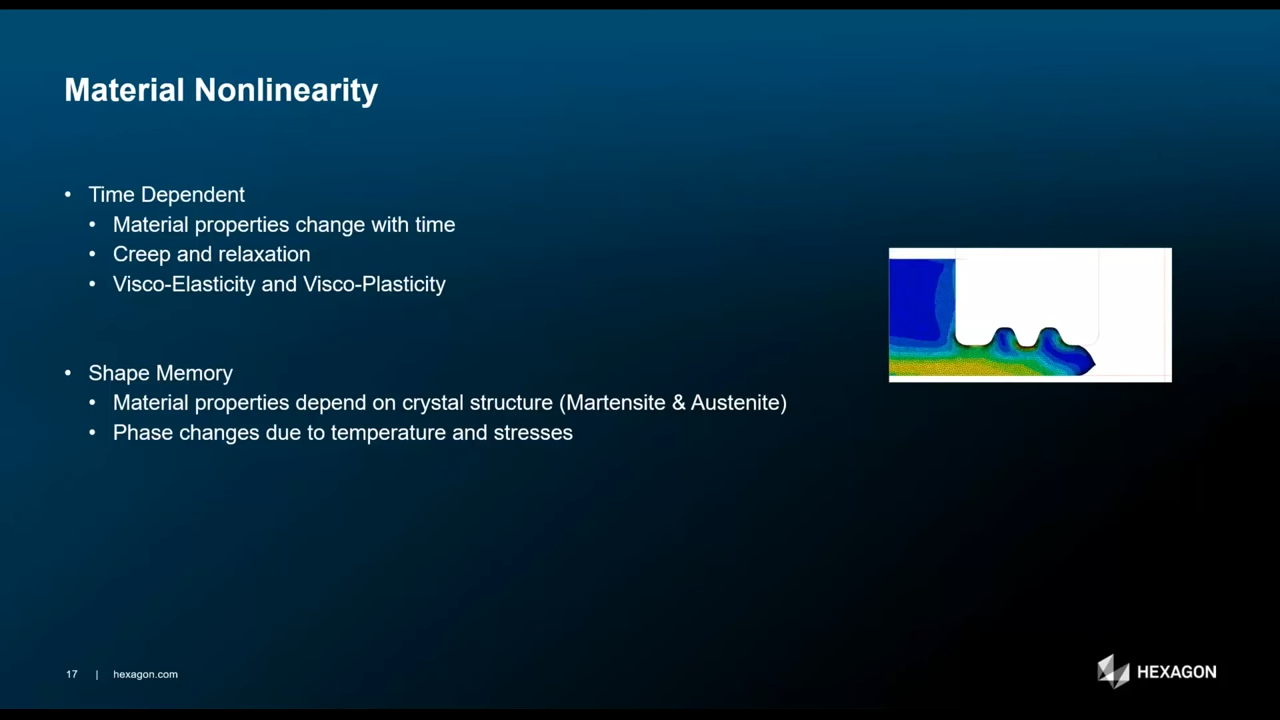 Material Nonlinearity
• Time Dependent
• Material properties change with time
• Creep and relaxation
• Visco-Elasticity and Visco-Plasticity
• Shape Memory
• Material properties depend on crystal structure (Martensite & Austenite)
• Phase changes due to temperature and stresses
17 | hexagon.com
HEXAGON